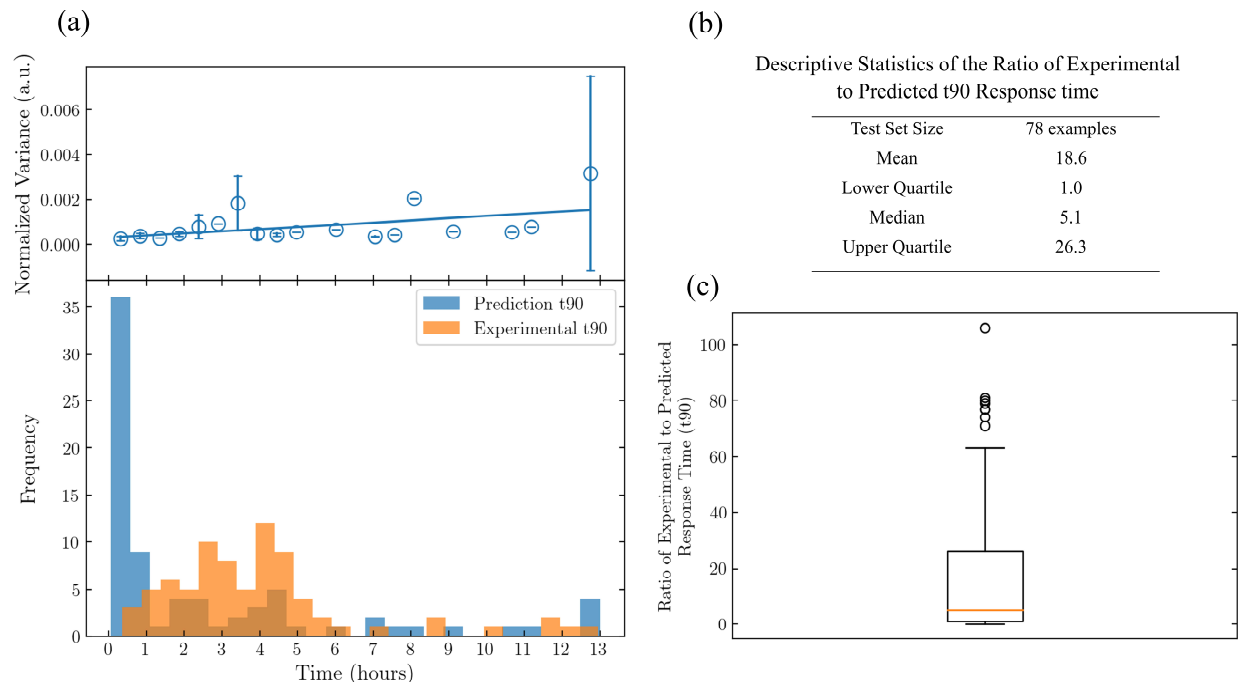 (a)
Normalized Variance (a.u.)
0.006
0.004
0.002
0.000
Prediction t90
Experimental t90
Frequency
35
30
25
20
15
10
5
0
0 1 2 3 4 5 6 7 8 9 10 11 12 13
Time (hours)
(b)
Descriptive Statistics of the Ratio of Experimental
to Predicted t90 Response time
Test Set Size 78 examples
Mean 18.6
Lower Quartile 1.0
Median 5.1
Upper Quartile 26.3
(c)
Ratio of Experimental to Predicted
Response Time (t90)
100
80
60
40
20
0